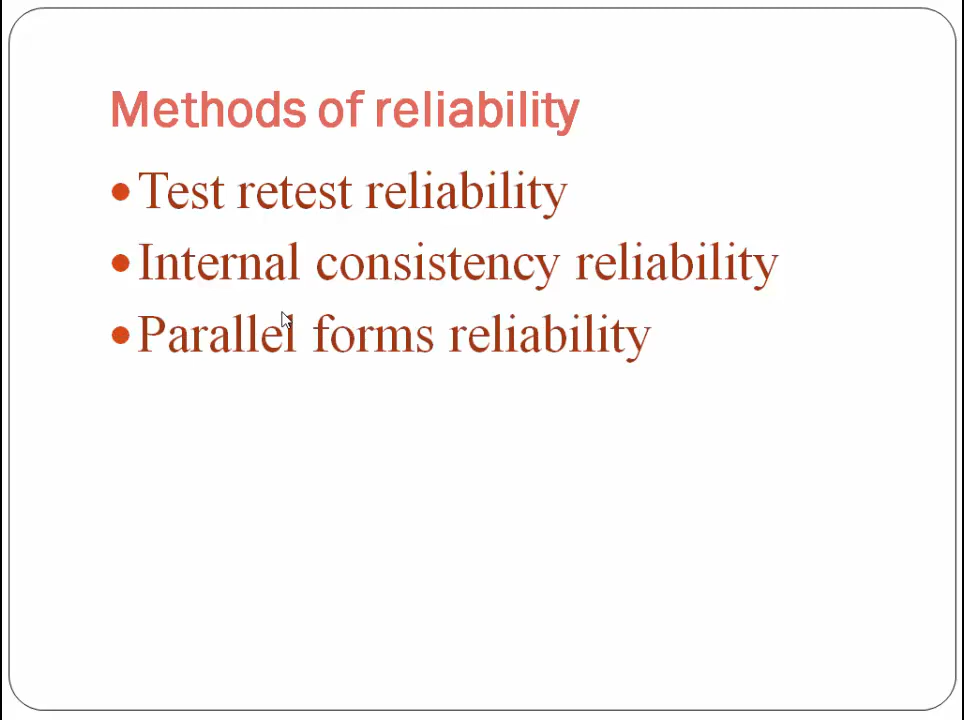 Methods of reliability
• Test retest reliability
• Internal consistency reliability
• Parallel forms reliability